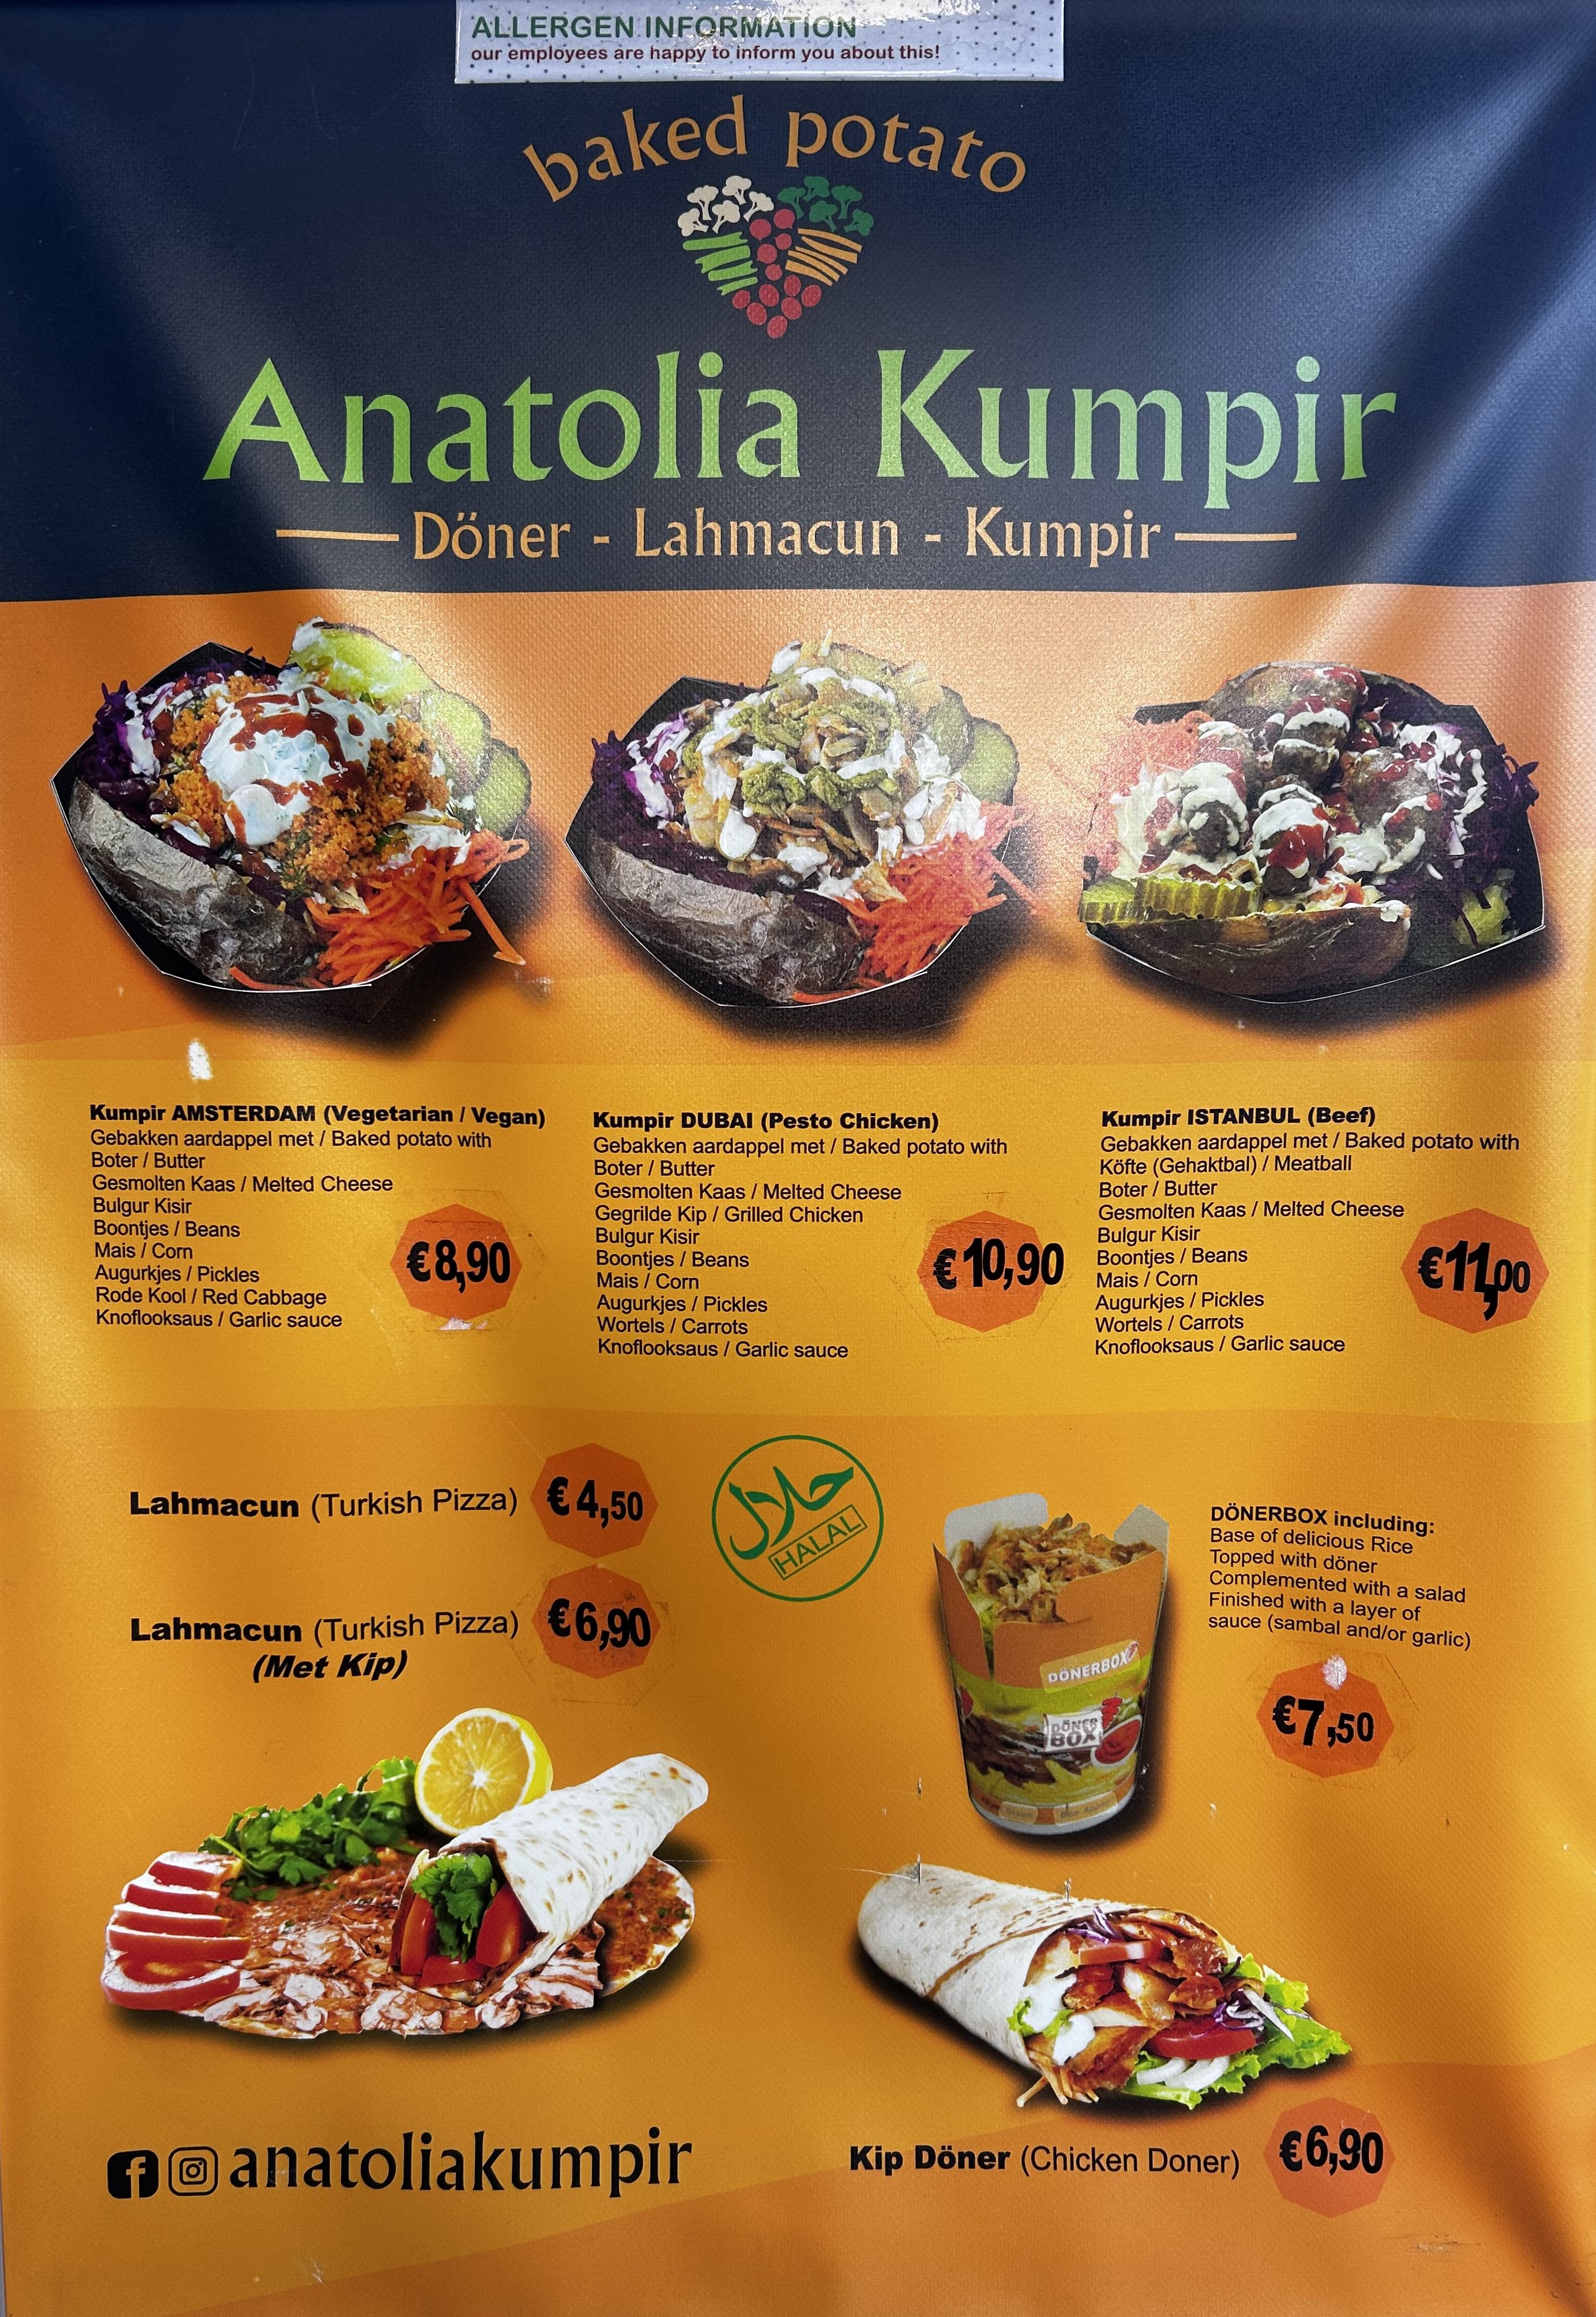 ALLERGEN INFORMATION
our employees are happy to inform you about this!
baked potato
Anatolia Kumpir
Döner - Lahmacun - Kumpir
Kumpir AMSTERDAM (Vegetarian / Vegan)
Gebakken aardappel met / Baked potato with
Boter / Butter
Gesmolten Kaas / Melted Cheese
Bulgur Kisir
Boontjes / Beans
Mais / Corn
Augurkjes / Pickles
Rode Kool / Red Cabbage
Knoflooksaus / Garlic sauce
€8,90
Kumpir DUBAI (Pesto Chicken)
Gebakken aardappel met / Baked potato with
Boter / Butter
Gesmolten Kaas / Melted Cheese
Gegrilde Kip / Grilled Chicken
Bulgur Kisir
Boontjes / Beans
Mais / Corn
Augurkjes / Pickles
Wortels / Carrots
Knoflooksaus / Garlic sauce
€10,90
Kumpir ISTANBUL (Beef)
Gebakken aardappel met / Baked potato with
Köfte (Gehaktbal) / Meatball
Boter / Butter
Gesmolten Kaas / Melted Cheese
Bulgur Kisir
Boontjes / Beans
Mais / Corn
Augurkjes / Pickles
Wortels / Carrots
Knoflooksaus / Garlic sauce
€11,00
Lahmacun (Turkish Pizza) €4,50
Lahmacun (Turkish Pizza) €6,90
(Met Kip)
حلال
HALAL
DÖNERBOX including:
Base of delicious Rice
Topped with döner
Complemented with a salad
Finished with a layer of
sauce (sambal and/or garlic)
€7,50
DÖNERBOX
DÖNER
BOX
anatoliakumpir
Kip Döner (Chicken Doner) €6,90